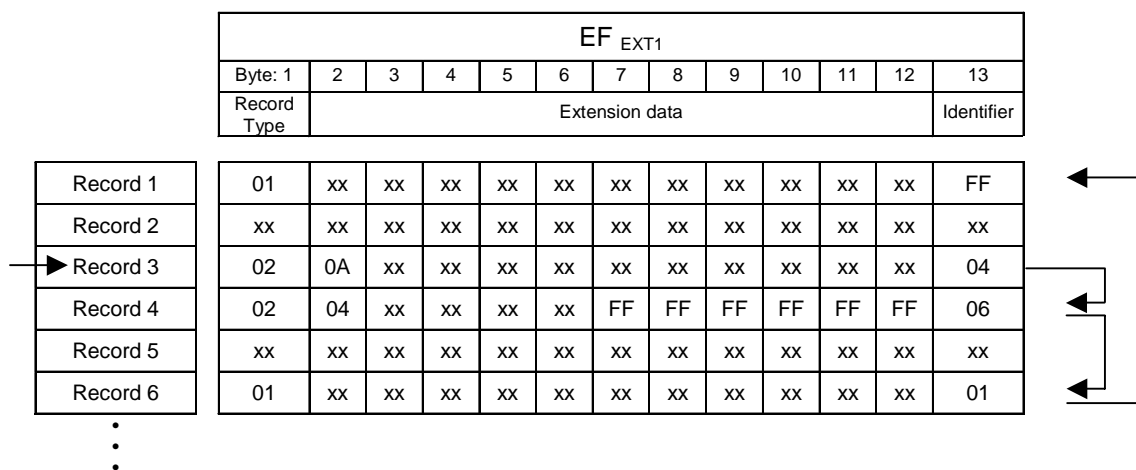 EF EXT1
Byte: 1 2 3 4 5 6 7 8 9 10 11 12 13
Record Type Extension data Identifier
Record 1 01 xx xx xx xx xx xx xx xx xx xx xx FF
Record 2 xx xx xx xx xx xx xx xx xx xx xx xx xx
Record 3 02 0A xx xx xx xx xx xx xx xx xx xx 04
Record 4 02 04 xx xx xx xx FF FF FF FF FF FF 06
Record 5 xx xx xx xx xx xx xx xx xx xx xx xx xx
Record 6 01 xx xx xx xx xx xx xx xx xx xx xx 01